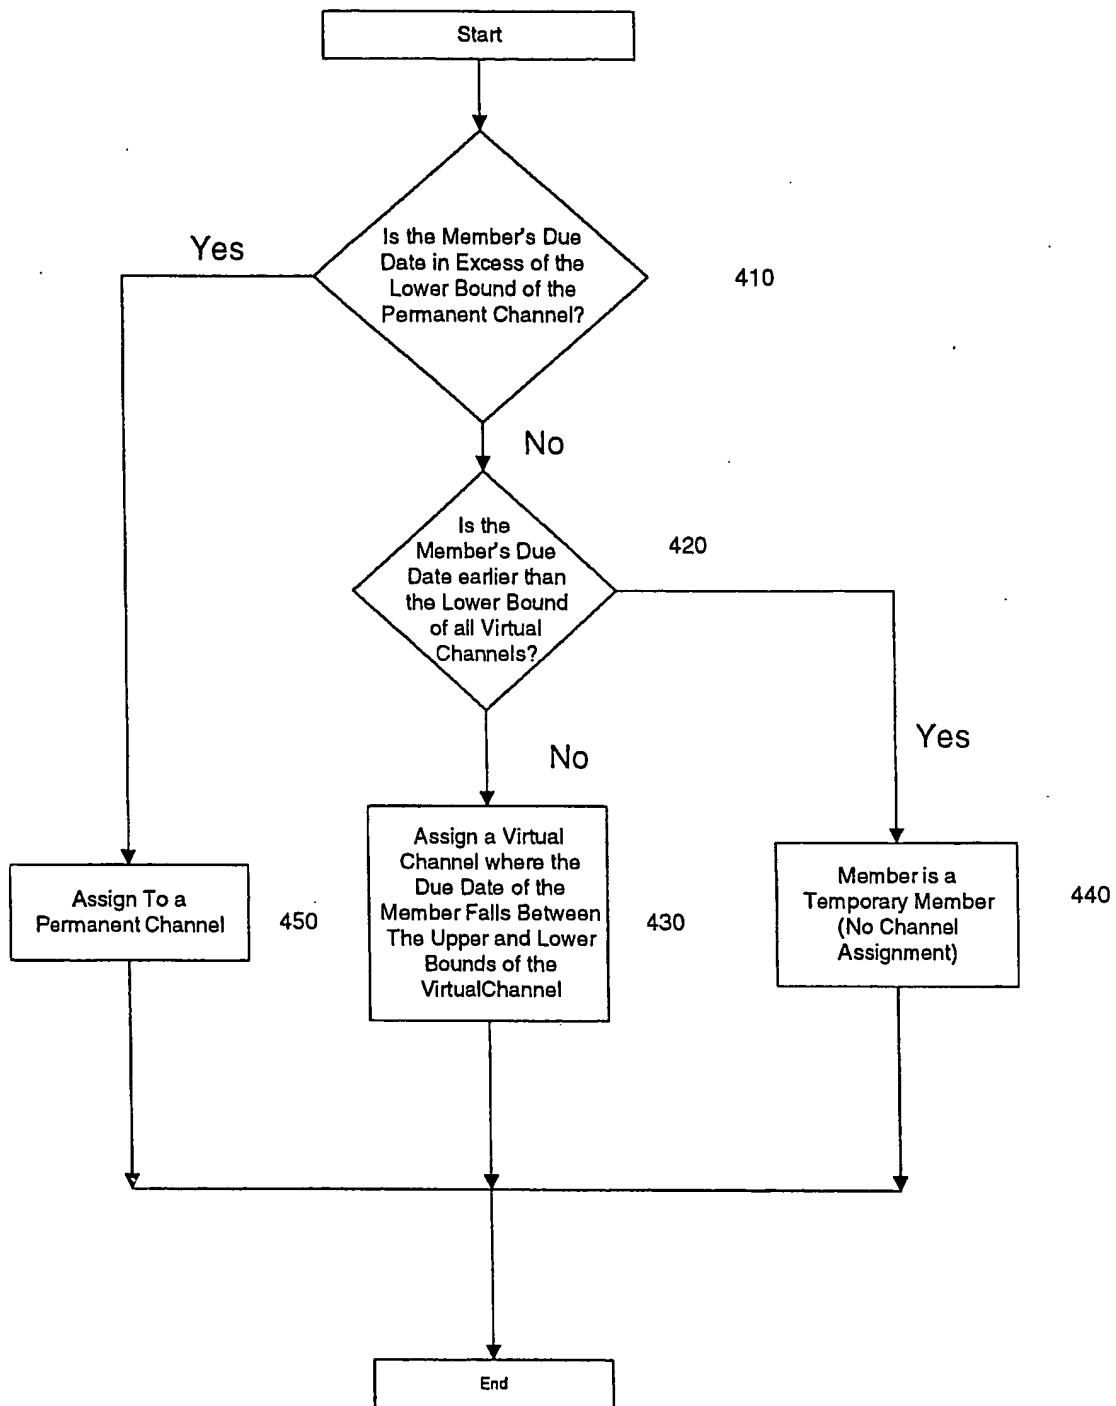 Start
Is the Member's Due
Date in Excess of the
Lower Bound of the
Permanent Channel?
Yes
410
No
Is the
Member's Due
Date earlier than
the Lower Bound
of all Virtual
Channels?
420
Yes
No
Assign To a
Permanent Channel
450
Assign a Virtual
Channel where the
Due Date of the
Member Falls Between
The Upper and Lower
Bounds of the
VirtualChannel
430
Member is a
Temporary Member
(No Channel
Assignment)
440
End